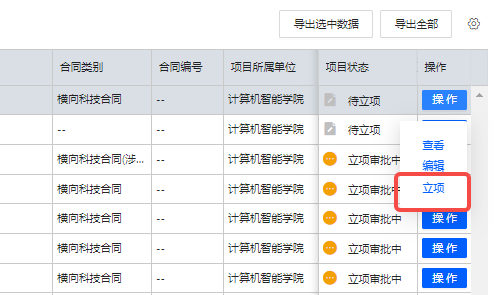 导出选中数据 导出全部
合同类别 合同编号 项目所属单位 项目状态 操作
横向科技合同 -- 计算机智能学院 待立项 操作
-- -- 计算机智能学院 待立项
查看
横向科技合同(涉... -- 计算机智能学院 立项审批中
编辑
横向科技合同 -- 计算机智能学院 立项审批中
立项
横向科技合同 -- 计算机智能学院 立项审批中 操作
横向科技合同 -- 计算机智能学院 立项审批中 操作
横向科技合同 -- 计算机智能学院 立项审批中 操作